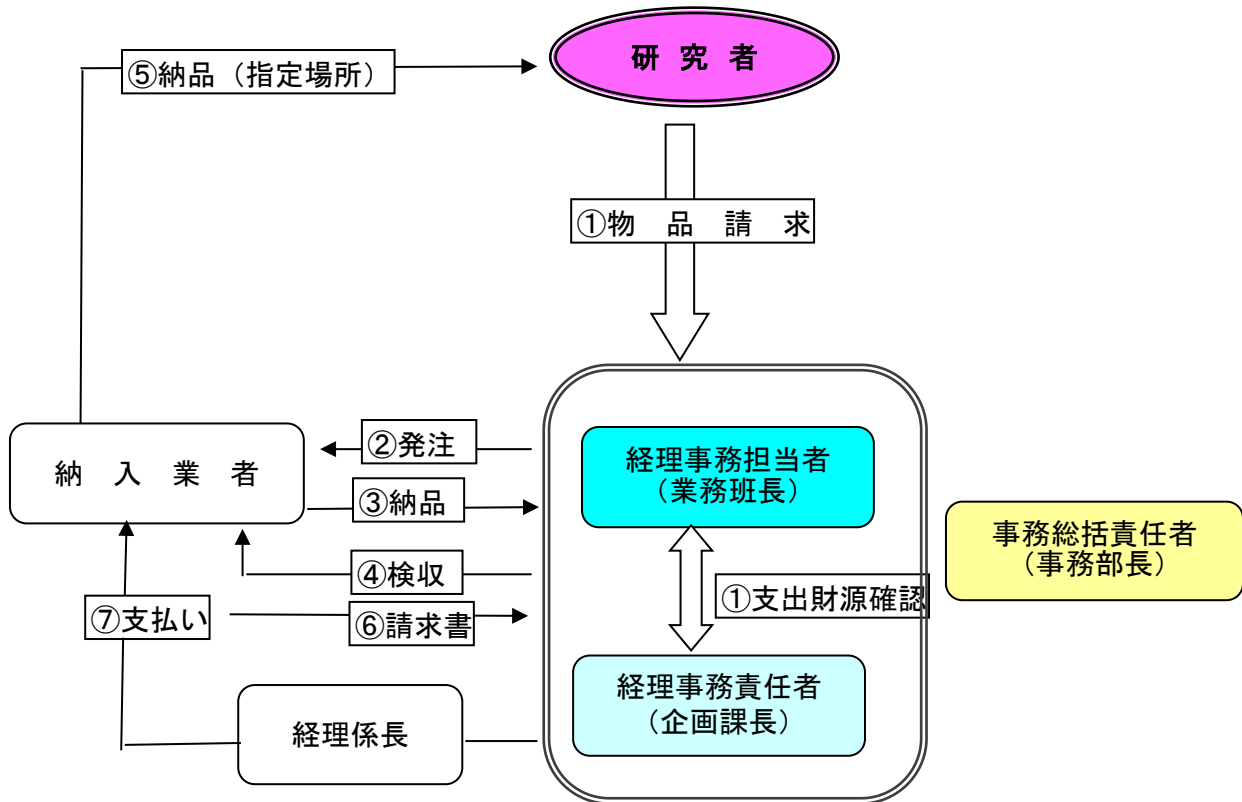 研 究 者
⑤納品（指定場所）
①物 品 請 求
②発注
納 入 業 者
③納品
経理事務担当者
（業務班長）
事務総括責任者
（事務部長）
④検収
①支出財源確認
⑦支払い
⑥請求書
経理事務責任者
（企画課長）
経理係長